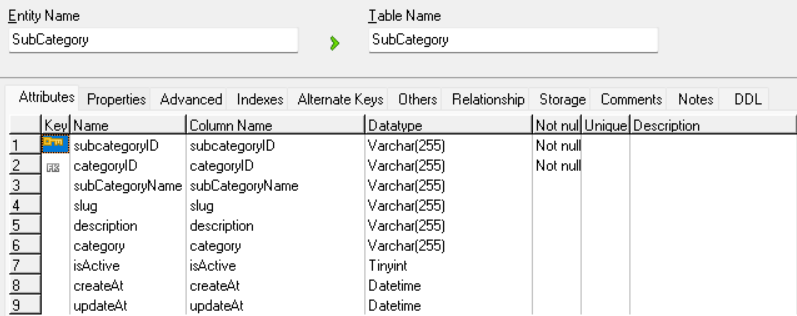 Entity Name Table Name
SubCategory SubCategory
Attributes Properties Advanced Indexes Alternate Keys Others Relationship Storage Comments Notes DDL
Key Name Column Name Datatype Not nul Unique Description
1 subcategoryID subcategoryID Varchar(255) Not null
2 FK categoryID categoryID Varchar(255) Not null
3 subCategoryName subCategoryName Varchar(255)
4 slug slug Varchar(255)
5 description description Varchar(255)
6 category category Varchar(255)
7 isActive isActive Tinyint
8 createAt createAt Datetime
9 updateAt updateAt Datetime